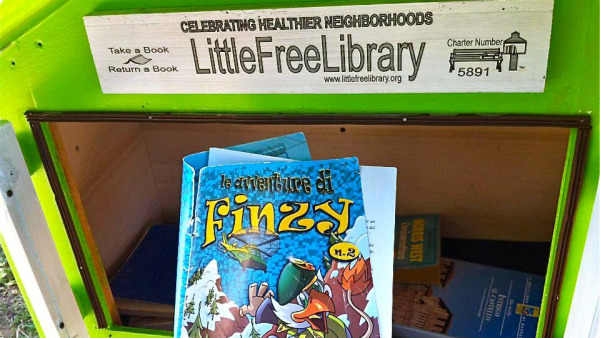 CELEBRATING HEALTHIER NEIGHBORHOODS
Take a Book
Return a Book
LittleFreeLibrary
www.littlefreelibrary.org
Charter Number
5891
le avventure di
Finzy
n.2